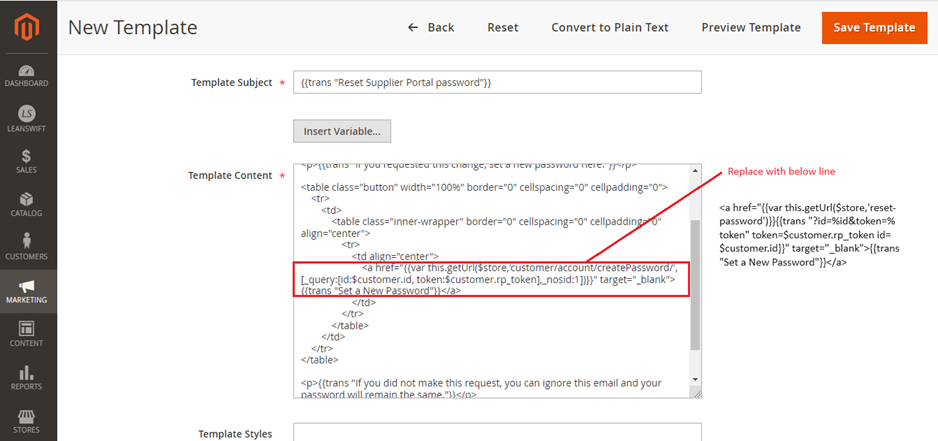 New Template
Back
Reset
Convert to Plain Text
Preview Template
Save Template
DASHBOARD
LS
LEANSWIFT
$
SALES
CATALOG
CUSTOMERS
MARKETING
CONTENT
REPORTS
STORES
Template Subject *
{{trans "Reset Supplier Portal password"}}
Insert Variable...
Template Content *
<p>{{trans "If you requested this change, set a new password here:"}}</p>
<table class="button" width="100%" border="0" cellspacing="0" cellpadding="0">
<tr>
<td>
<table class="inner-wrapper" border="0" cellspacing="0" cellpadding="0"
align="center">
<tr>
<td align="center">
<a href="{{var this.getUrl($store,'customer/account/createPassword/',
[_query:[id:$customer.id, token:$customer.rp_token],_nosid:1])}}" target="_blank">
{{trans "Set a New Password"}}</a>
</td>
</tr>
</table>
</td>
</tr>
</table>
<p>{{trans "If you did not make this request, you can ignore this email and your
password will remain the same."}}</p>
Replace with below line
<a href="{{var this.getUrl($store,'reset-
password')}}{{trans "?id=%id&token=%
token" token=$customer.rp_token id=
$customer.id}}" target="_blank">{{trans
"Set a New Password"}}</a>
Template Styles